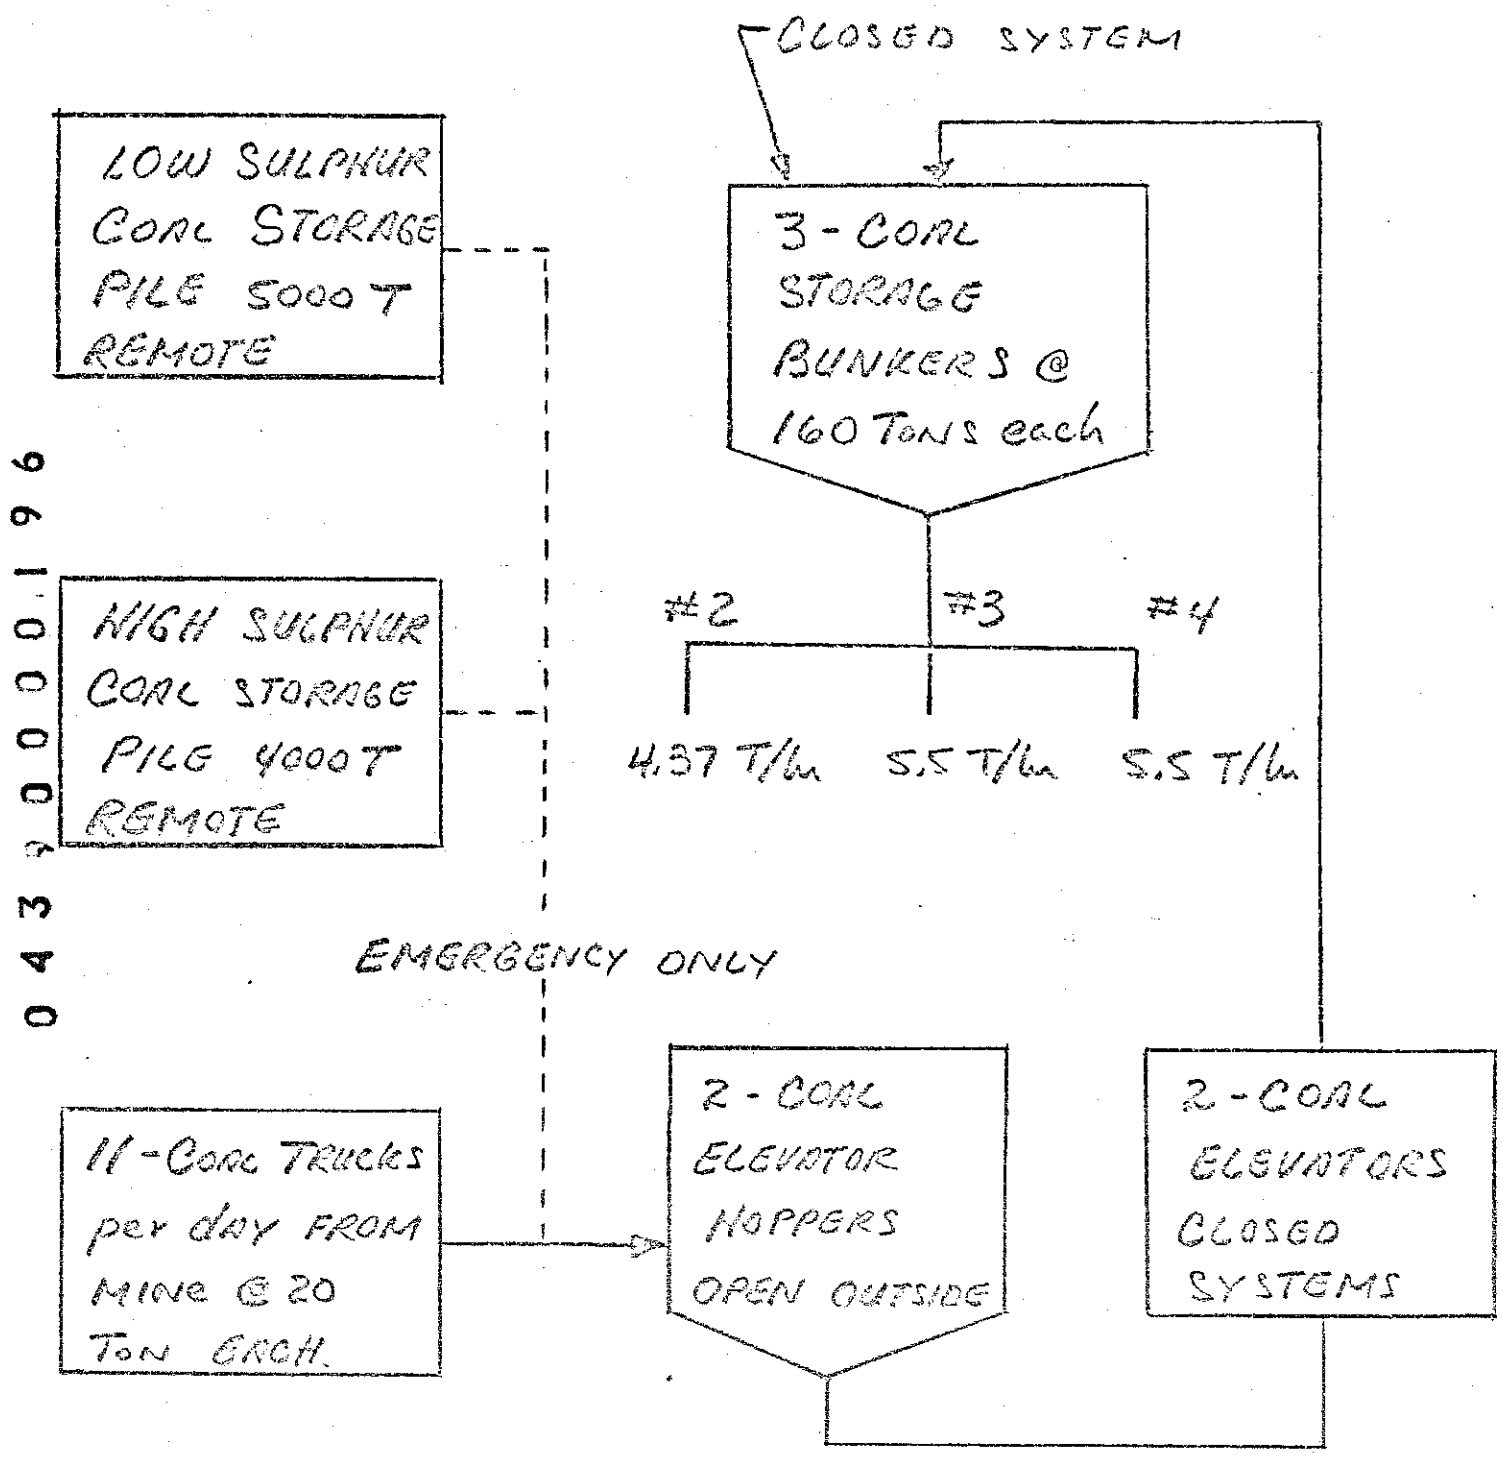 CLOSED SYSTEM
LOW SULPHUR
COAL STORAGE
PILE 5000 T
REMOTE
3 - COAL
STORAGE
BUNKERS @
160 TONS each
HIGH SULPHUR
COAL STORAGE
PILE 4000 T
REMOTE
#2 #3 #4
4.37 T/hr 5.5 T/hr 5.5 T/hr
EMERGENCY ONLY
11 - COAL TRUCKS
per day FROM
MINE @ 20
TON EACH.
2 - COAL
ELEVATOR
HOPPERS
OPEN OUTSIDE
2 - COAL
ELEVATORS
CLOSED
SYSTEMS
0439000196